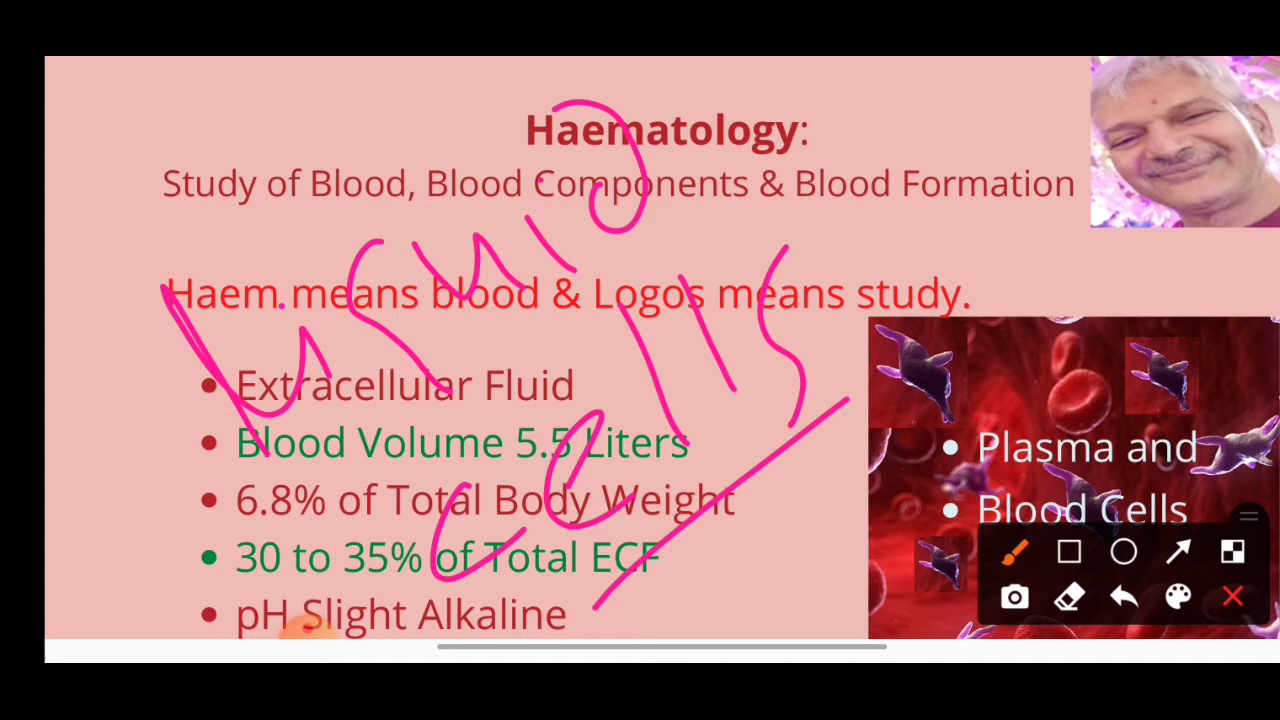 Haematology:
Study of Blood, Blood Components & Blood Formation
Haem means blood & Logos means study.
Extracellular Fluid
Blood Volume 5.5 Liters
6.8% of Total Body Weight
30 to 35% of Total ECF
pH Slight Alkaline
Plasma and
Blood Cells
cells